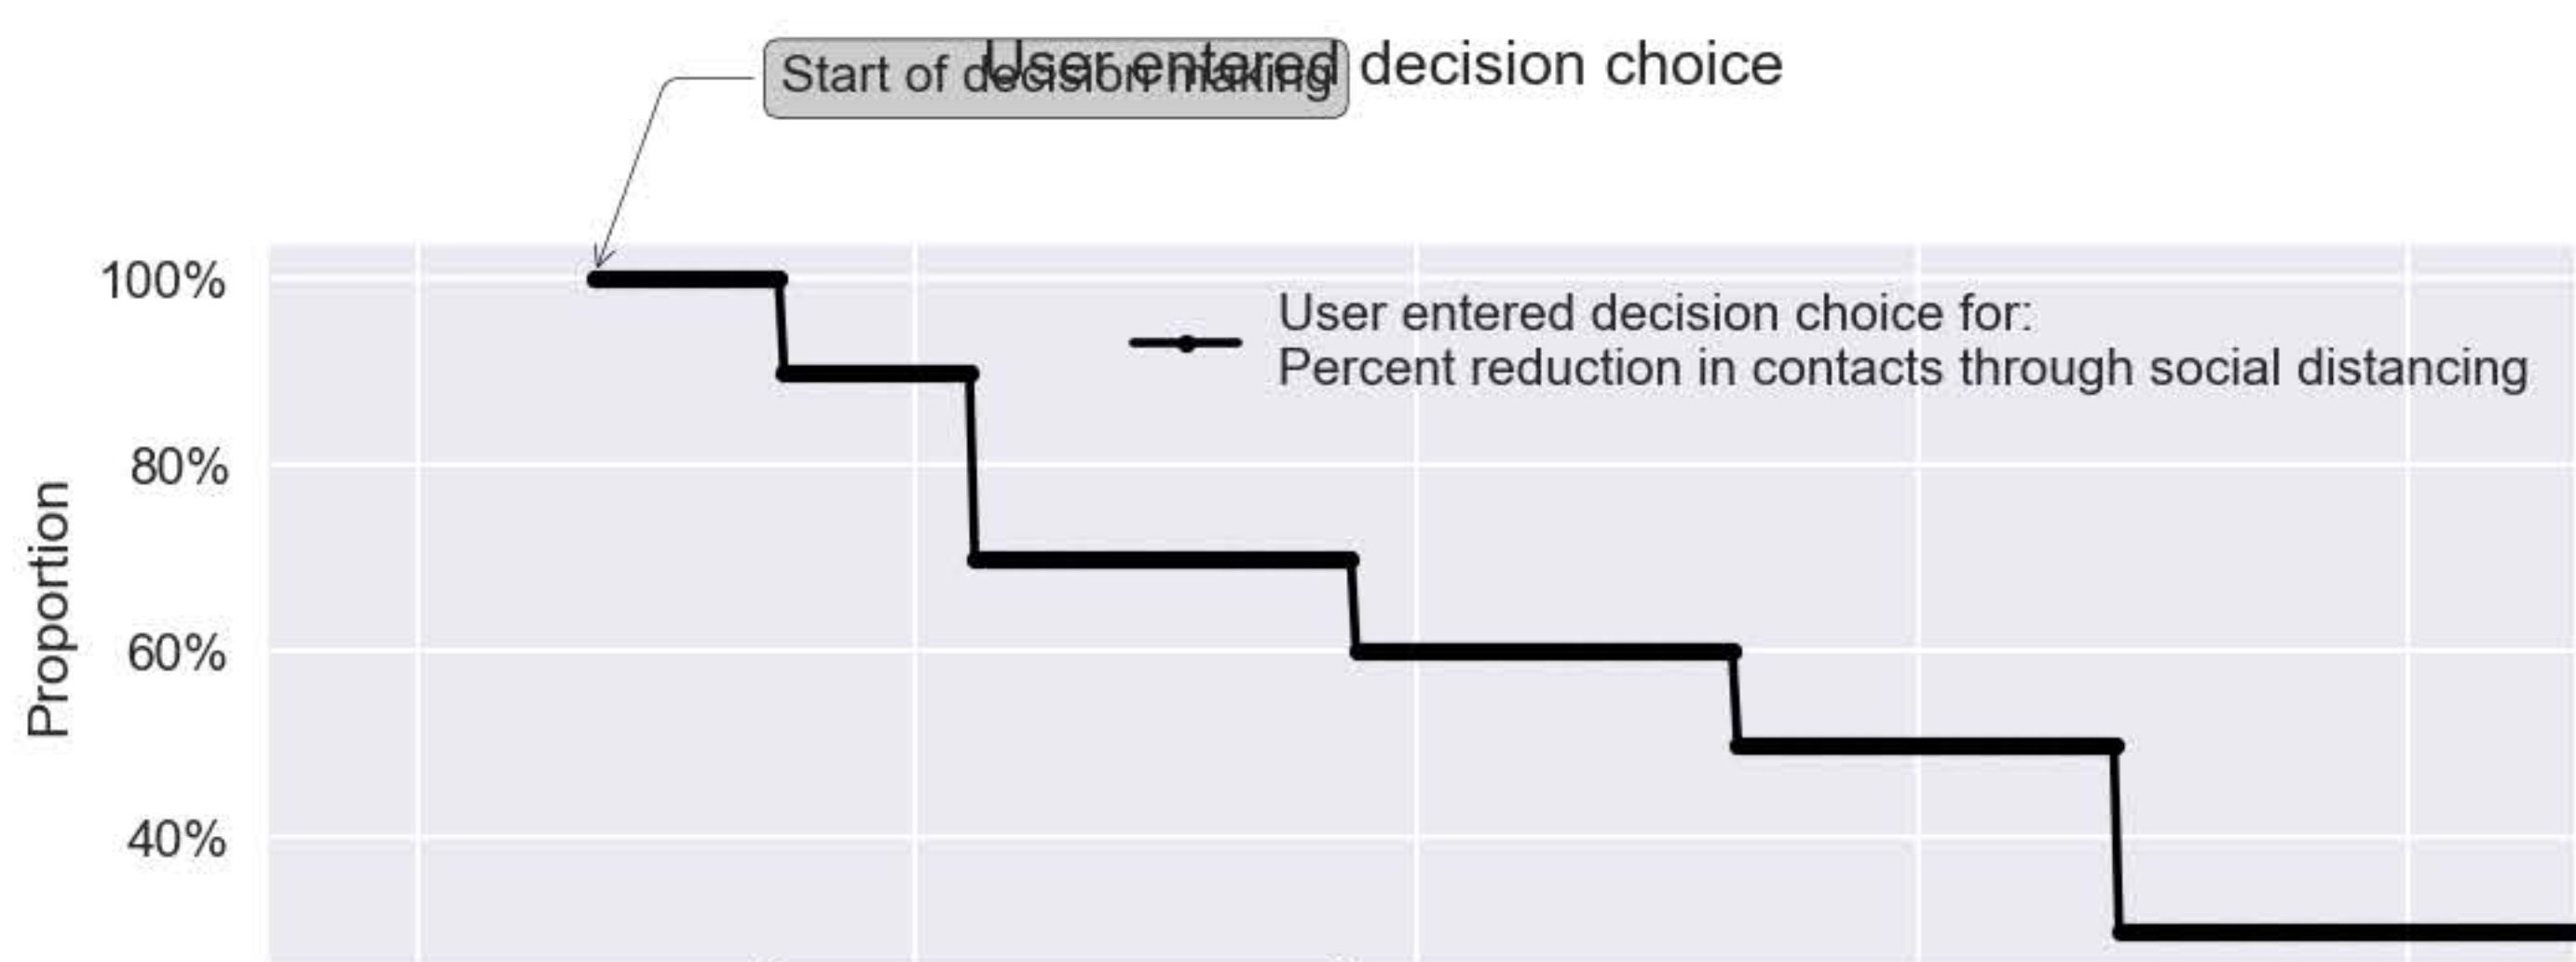 Start of decision making
User entered decision choice
100%
User entered decision choice for:
Percent reduction in contacts through social distancing
80%
Proportion
60%
40%